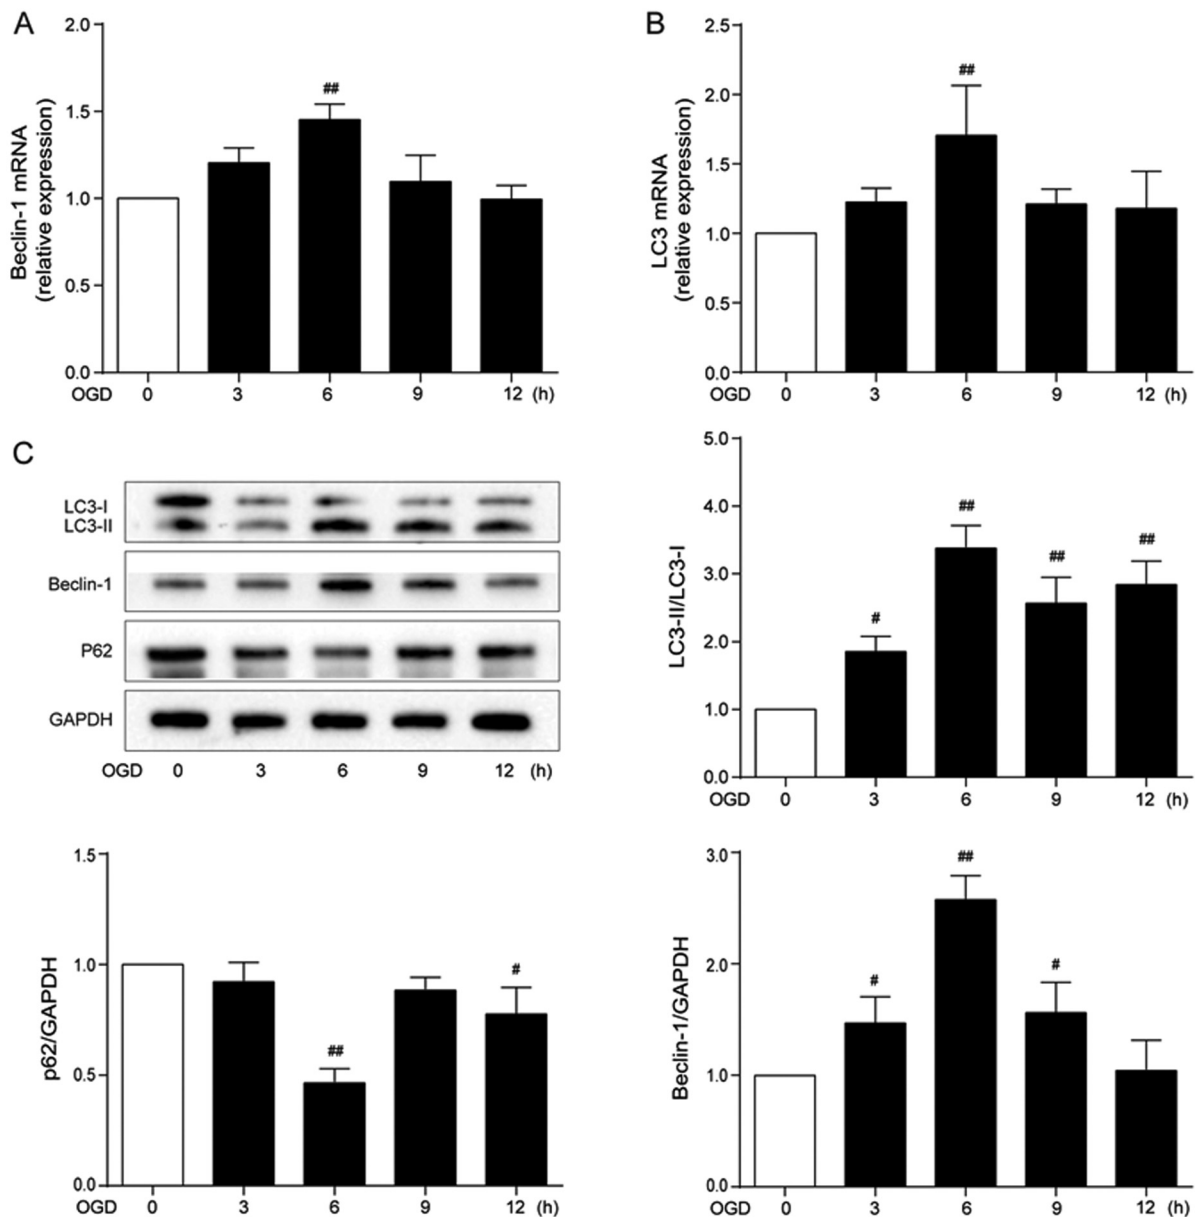 A
2.0
1.5
1.0
0.5
0.0
Beclin-1 mRNA
(relative expression)
##
OGD 0 3 6 9 12 (h)
B
2.5
2.0
1.5
1.0
0.5
0.0
LC3 mRNA
(relative expression)
##
OGD 0 3 6 9 12 (h)
C
LC3-I
LC3-II
Beclin-1
P62
GAPDH
OGD 0 3 6 9 12 (h)
5.0
4.0
3.0
2.0
1.0
0.0
LC3-II/LC3-I
#
##
##
##
OGD 0 3 6 9 12 (h)
1.5
1.0
0.5
0.0
p62/GAPDH
##
#
OGD 0 3 6 9 12 (h)
3.0
2.0
1.0
0.0
Beclin-1/GAPDH
#
##
#
OGD 0 3 6 9 12 (h)